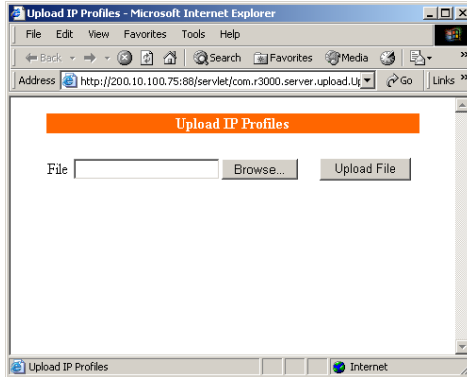 Upload IP Profiles - Microsoft Internet Explorer
File Edit View Favorites Tools Help
Back Search Favorites Media »
Address http://200.10.100.75:88/servlet/com.r3000.server.upload.Up Go Links »
Upload IP Profiles
File Browse... Upload File
Upload IP Profiles Internet